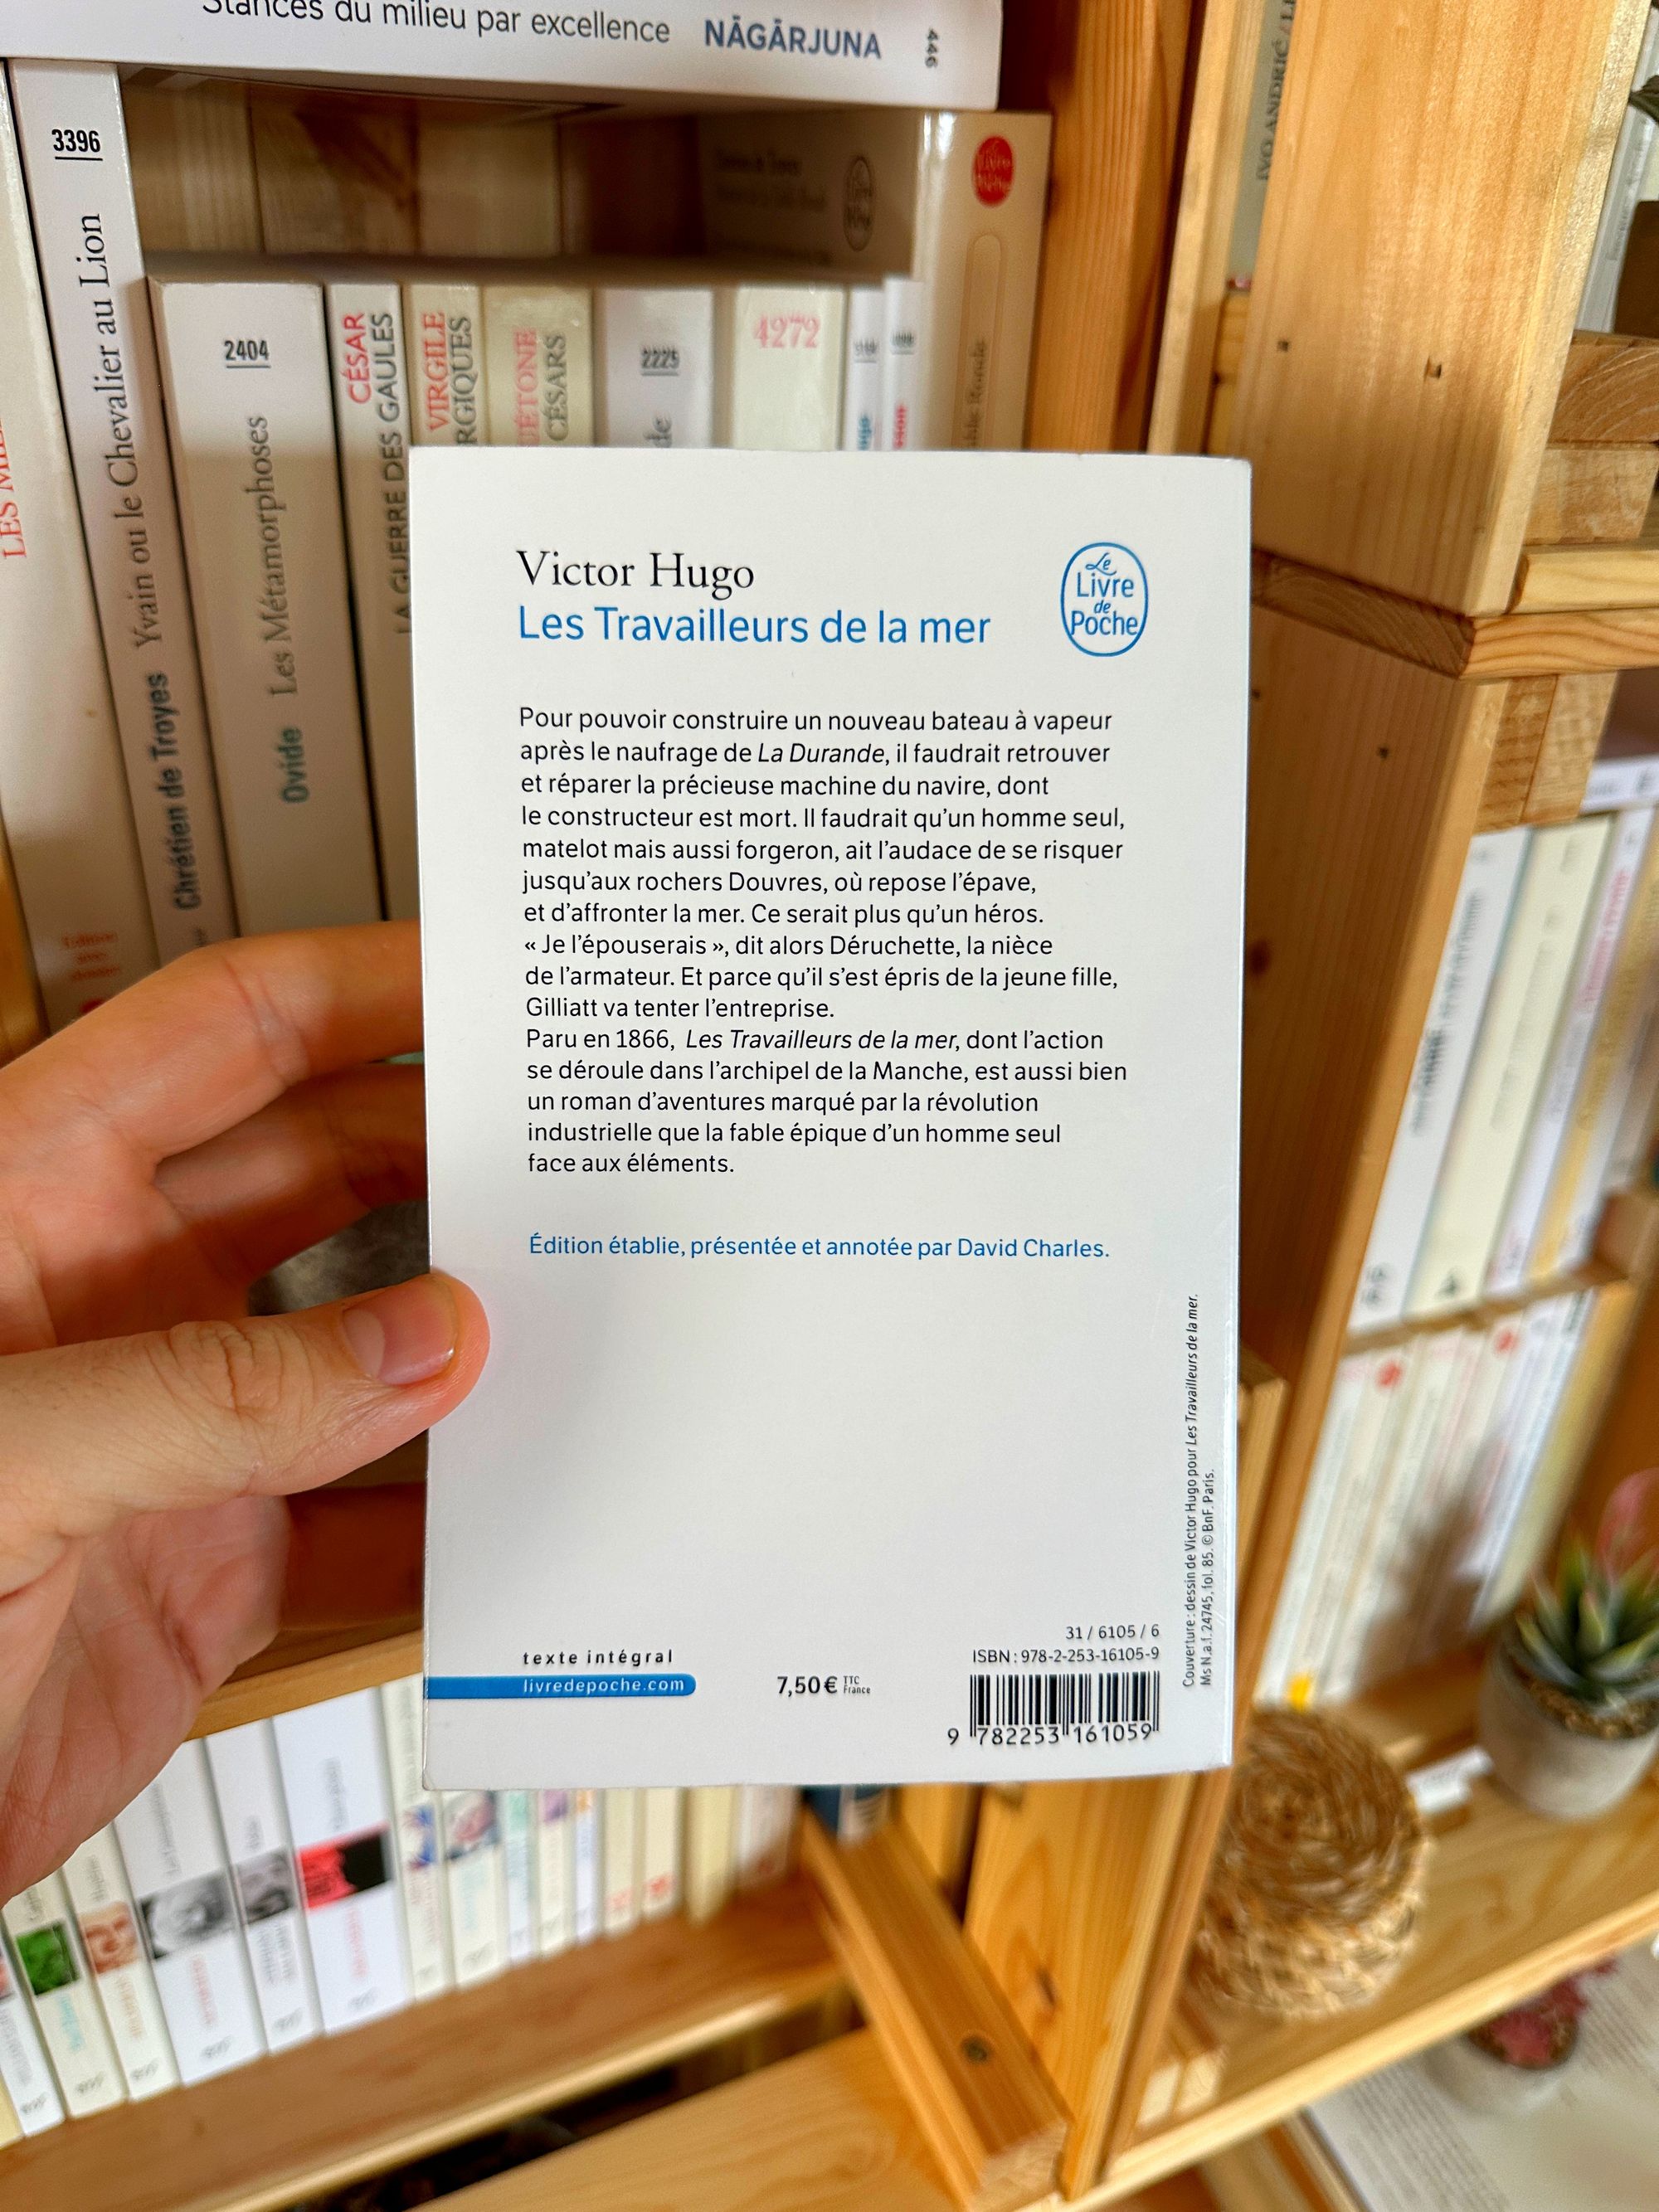 Stances du milieu par excellence NĀGĀRJUNA 446
3396
Chrétien de Troyes Yvain ou le Chevalier au Lion
2404
Ovide Les Métamorphoses
CÉSAR
LA GUERRE DES GAULES
VIRGILE
2225
4272
Victor Hugo
Les Travailleurs de la mer
Le
Livre
de
Poche
Pour pouvoir construire un nouveau bateau à vapeur
après le naufrage de La Durande, il faudrait retrouver
et réparer la précieuse machine du navire, dont
le constructeur est mort. Il faudrait qu'un homme seul,
matelot mais aussi forgeron, ait l'audace de se risquer
jusqu'aux rochers Douvres, où repose l'épave,
et d'affronter la mer. Ce serait plus qu'un héros.
« Je l'épouserais », dit alors Déruchette, la nièce
de l'armateur. Et parce qu'il s'est épris de la jeune fille,
Gilliatt va tenter l'entreprise.
Paru en 1866, Les Travailleurs de la mer, dont l'action
se déroule dans l'archipel de la Manche, est aussi bien
un roman d'aventures marqué par la révolution
industrielle que la fable épique d'un homme seul
face aux éléments.
Édition établie, présentée et annotée par David Charles.
Couverture : dessin de Victor Hugo pour Les Travailleurs de la mer.
Ms N.a.f. 24745, fol. 85. © BnF, Paris.
texte intégral
livredepoche.com
7,50 € TTC
France
31 / 6105 / 6
ISBN : 978-2-253-16105-9
9 782253 161059